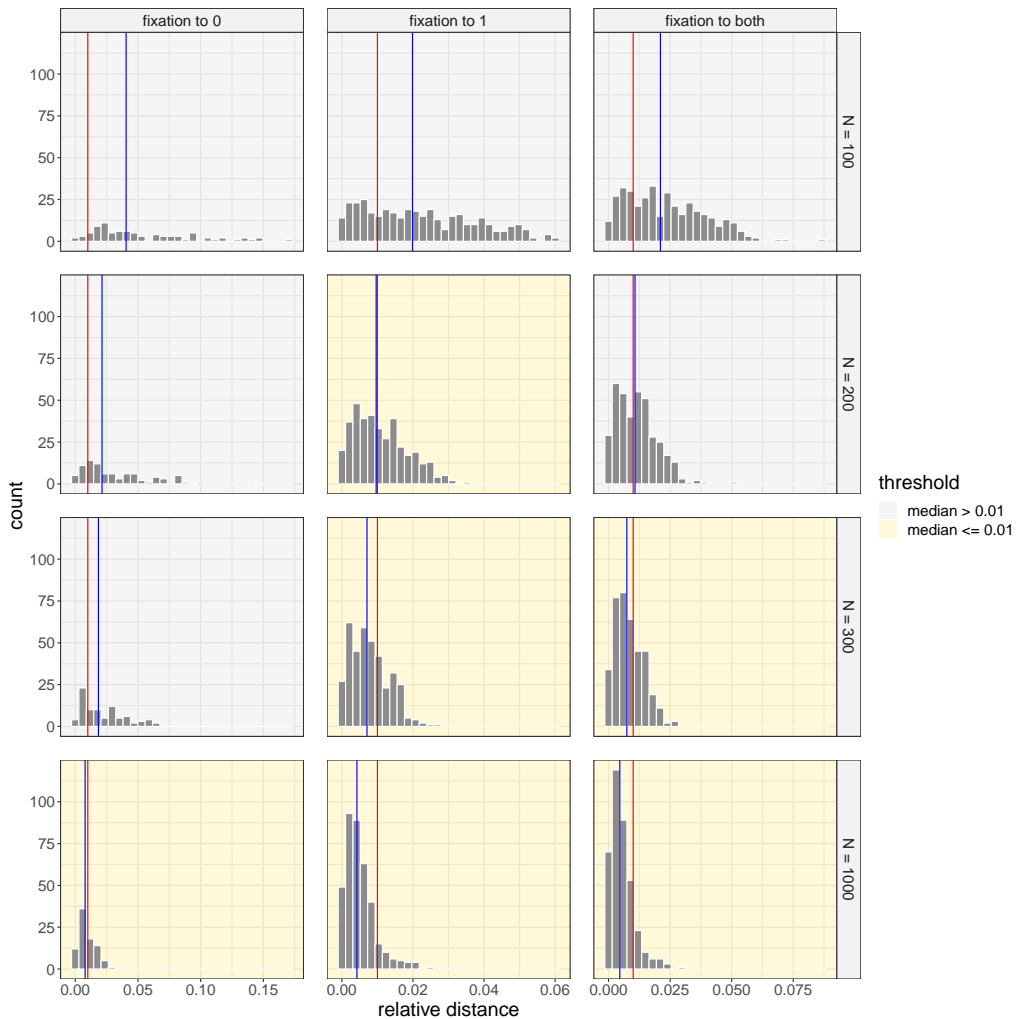 fixation to 0
fixation to 1
fixation to both
100
75
50
25
0
N = 100
100
75
50
25
0
N = 200
100
75
50
25
0
N = 300
100
75
50
25
0
N = 1000
count
0.00 0.05 0.10 0.15
0.00 0.02 0.04 0.06
0.000 0.025 0.050 0.075
relative distance
threshold
median > 0.01
median <= 0.01